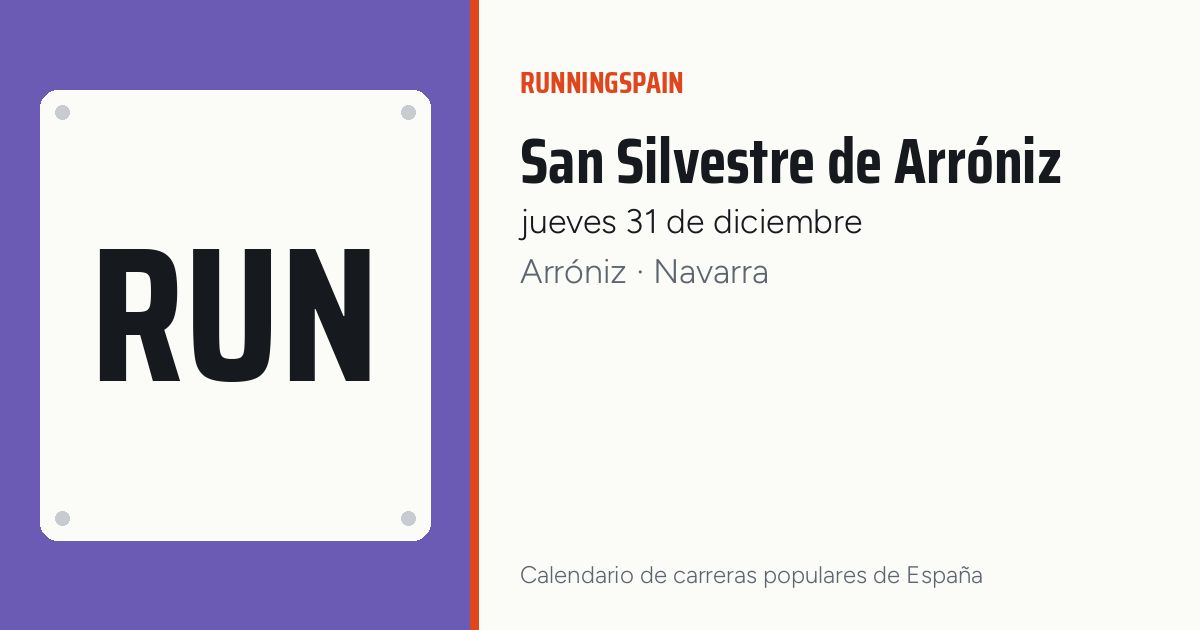 RUN
RUNNINGSPAIN
San Silvestre de Arróniz
jueves 31 de diciembre
Arróniz · Navarra
Calendario de carreras populares de España